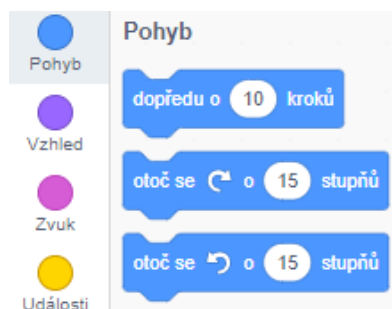 Pohyb
Vzhled
Zvuk
Události
Pohyb
dopředu o 10 kroků
otoč se o 15 stupňů
otoč se o 15 stupňů